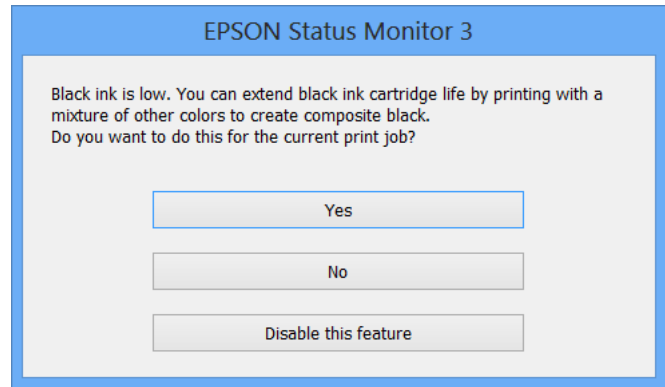 EPSON Status Monitor 3
Black ink is low. You can extend black ink cartridge life by printing with a
mixture of other colors to create composite black.
Do you want to do this for the current print job?
Yes
No
Disable this feature